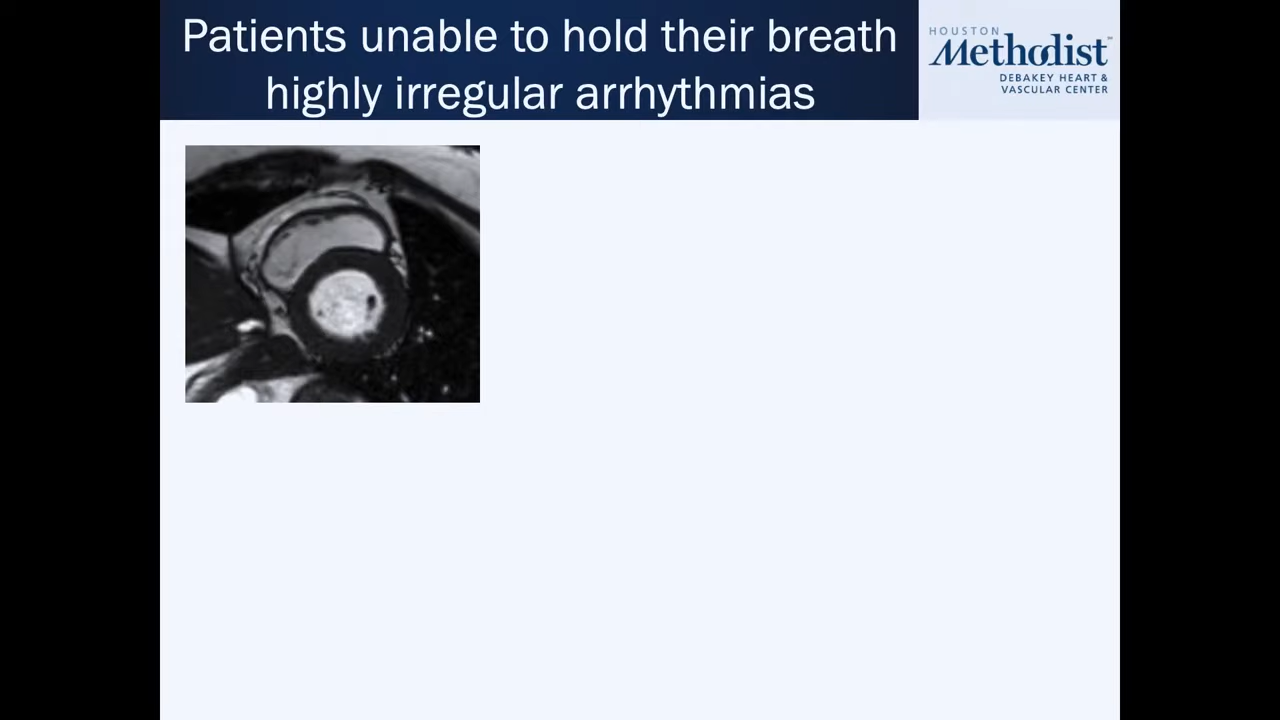 Patients unable to hold their breath
highly irregular arrhythmias
HOUSTON
Methodist
DEBAKEY HEART &
VASCULAR CENTER